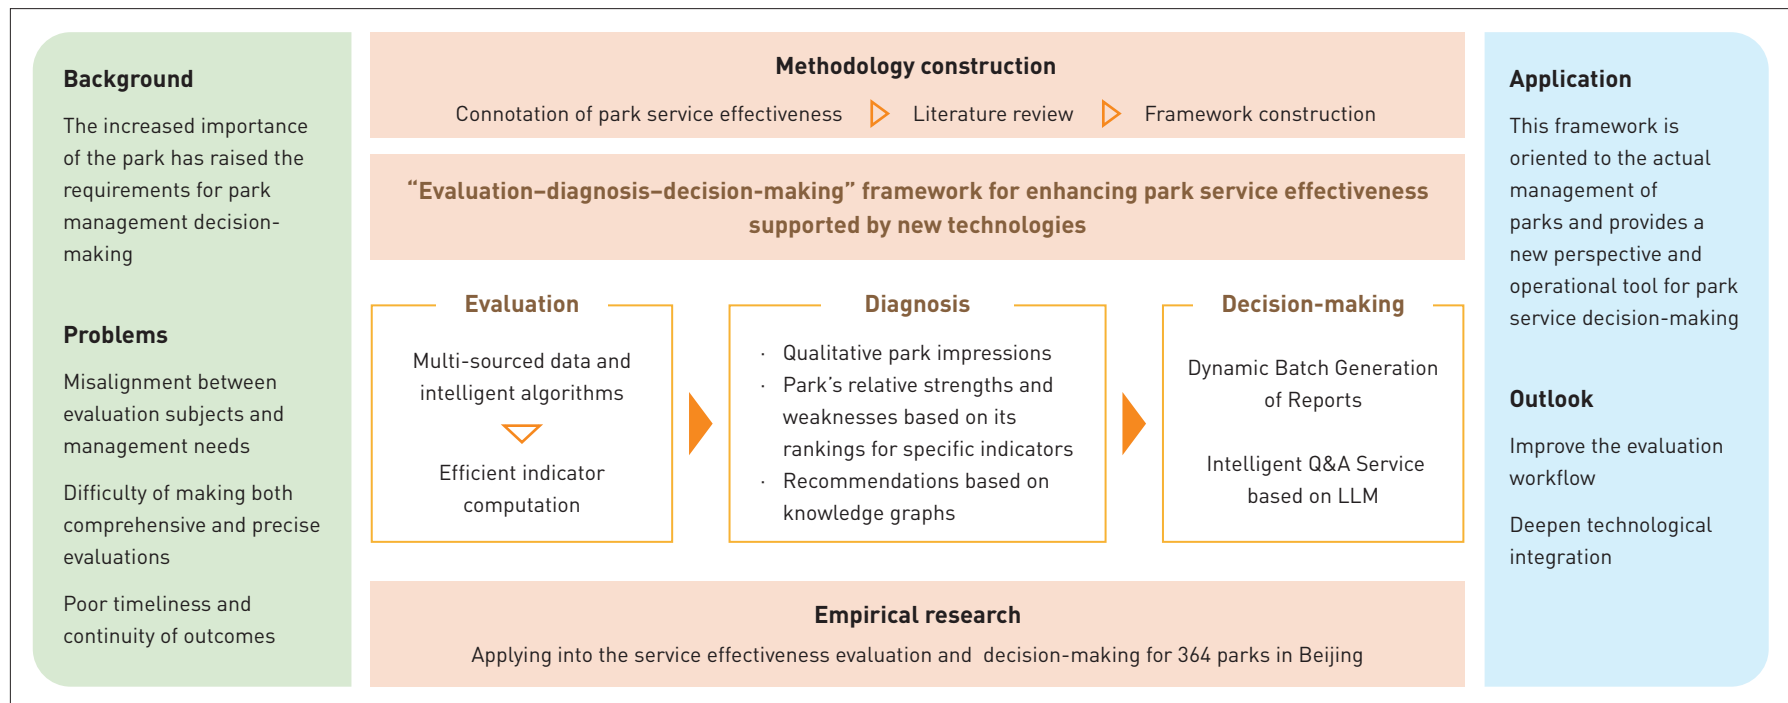 Background
The increased importance
of the park has raised the
requirements for park
management decision-
making
Problems
Misalignment between
evaluation subjects and
management needs
Difficulty of making both
comprehensive and precise
evaluations
Poor timeliness and
continuity of outcomes
Methodology construction
Connotation of park service effectiveness Literature review Framework construction
“Evaluation–diagnosis–decision-making” framework for enhancing park service effectiveness
supported by new technologies
Evaluation
Multi-sourced data and
intelligent algorithms
Efficient indicator
computation
Diagnosis
· Qualitative park impressions
· Park's relative strengths and
weaknesses based on its
rankings for specific indicators
· Recommendations based on
knowledge graphs
Decision-making
Dynamic Batch Generation
of Reports
Intelligent Q&A Service
based on LLM
Empirical research
Applying into the service effectiveness evaluation and decision-making for 364 parks in Beijing
Application
This framework is
oriented to the actual
management of
parks and provides a
new perspective and
operational tool for park
service decision-making
Outlook
Improve the evaluation
workflow
Deepen technological
integration